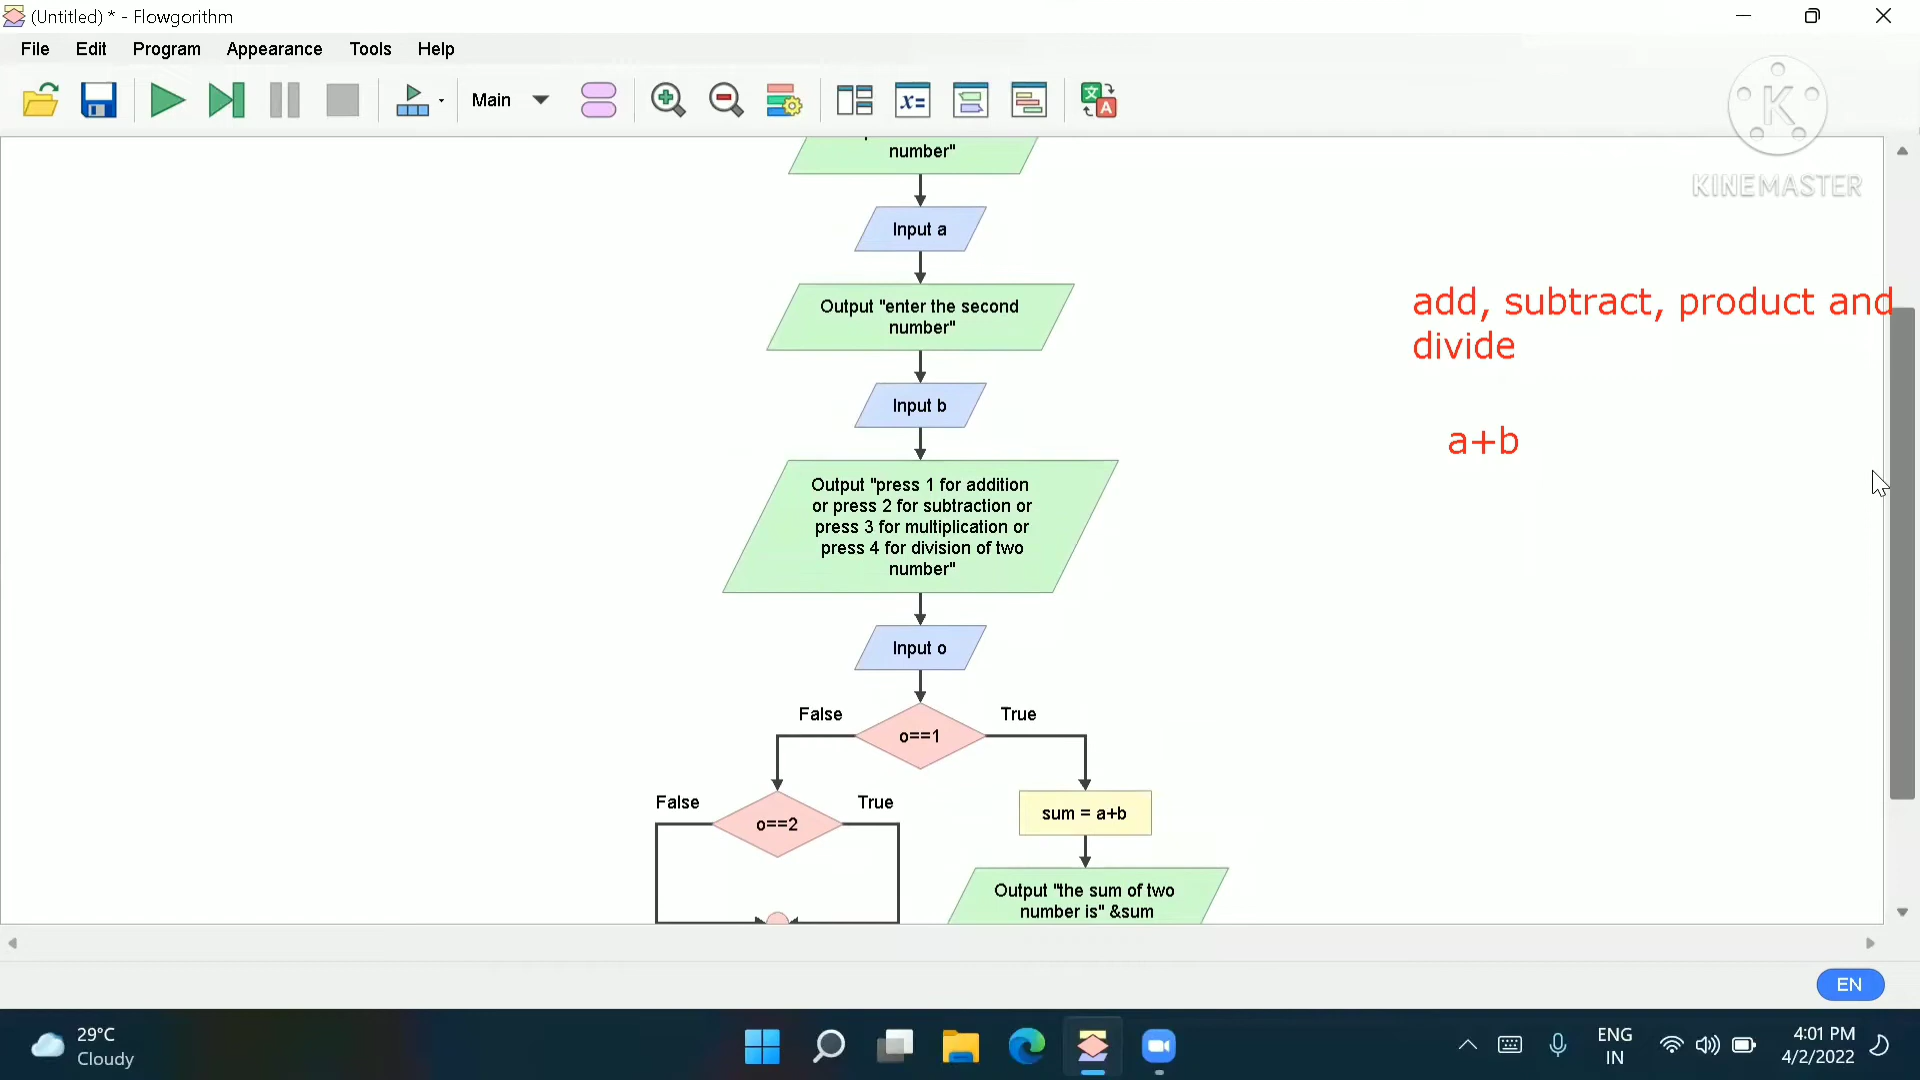 (Untitled) * - Flowgorithm
File Edit Program Appearance Tools Help
Main
x=
文
A
K
KINEMASTER
number"
Input a
Output "enter the second
number"
Input b
Output "press 1 for addition
or press 2 for subtraction or
press 3 for multiplication or
press 4 for division of two
number"
Input o
False True
o==1
False True
o==2
sum = a+b
Output "the sum of two
number is" &sum
add, subtract, product and
divide
a+b
EN
29°C
Cloudy
ENG
IN
4:01 PM
4/2/2022